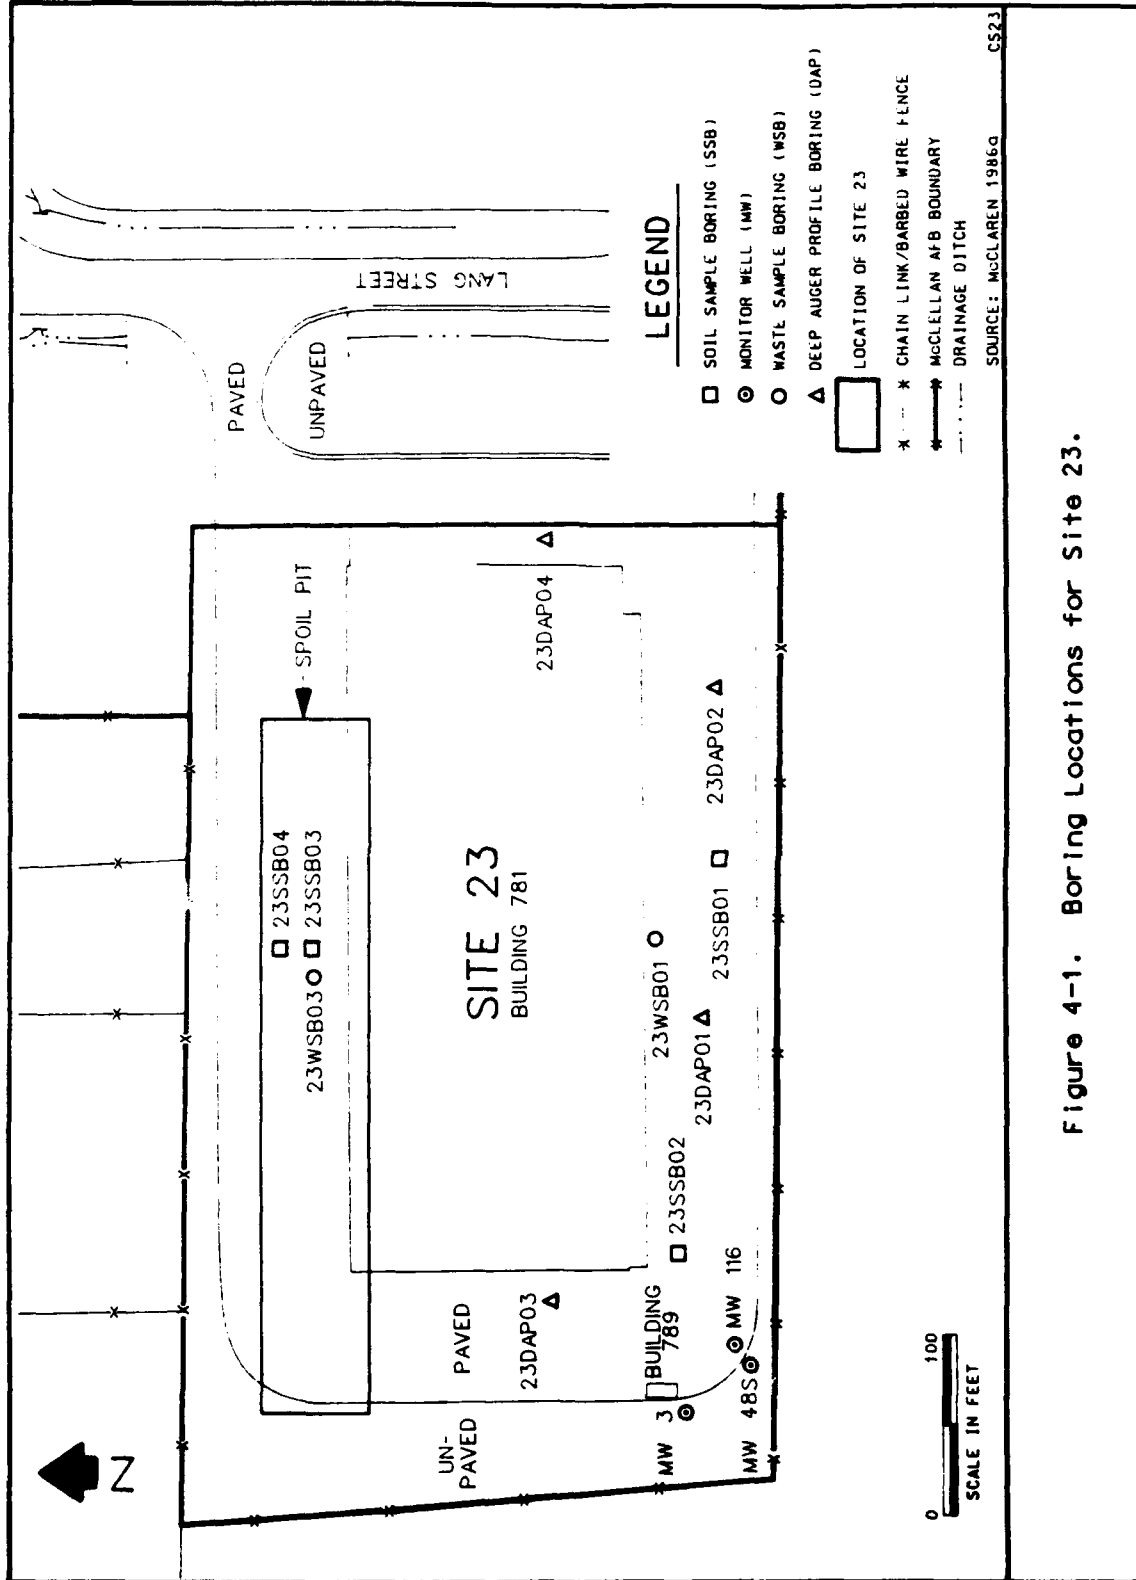 Z
LANG STREET
PAVED
UNPAVED
SPOIL PIT
23SSB04
23WSB03
23SSB03
SITE 23
BUILDING 781
23DAP04
23DAP02
23SSB01
23WSB01
23DAP01
23SSB02
PAVED
23DAP03
UN-
PAVED
BUILDING
789
MW 3
MW 116
MW 48S
LEGEND
SOIL SAMPLE BORING (SSB)
MONITOR WELL (MW)
WASTE SAMPLE BORING (WSB)
DEEP AUGER PROFILE BORING (DAP)
LOCATION OF SITE 23
CHAIN LINK/BARBED WIRE FENCE
McCLELLAN AFB BOUNDARY
DRAINAGE DITCH
SOURCE: McCLAREN 1986a
CS23
0 100
SCALE IN FEET
Figure 4-1. Boring Locations for Site 23.